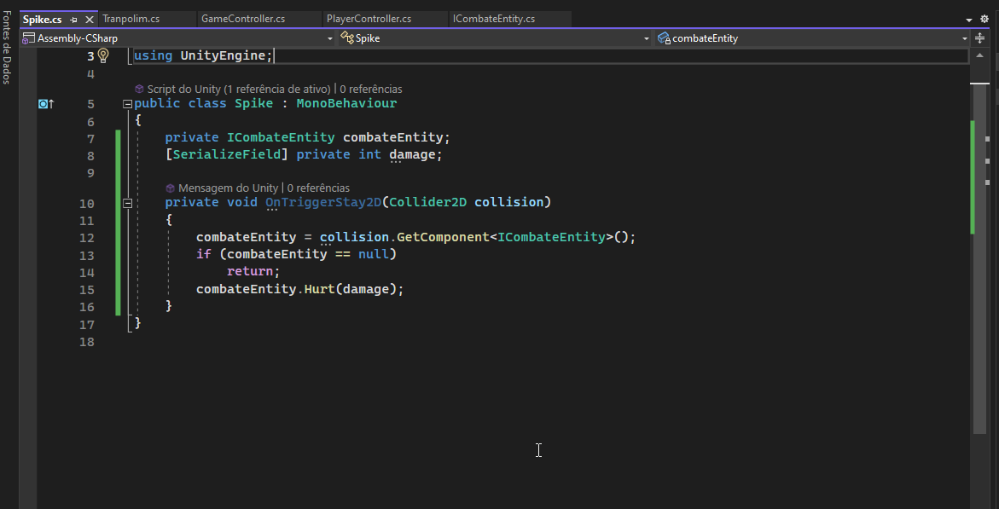 Fontes de Dados
Spike.cs Tranpolim.cs GameController.cs PlayerController.cs ICombateEntity.cs
Assembly-CSharp Spike combateEntity
3 using UnityEngine;
4
Script do Unity (1 referência de ativo) | 0 referências
5 public class Spike : MonoBehaviour
6 {
7 private ICombateEntity combateEntity;
8 [SerializeField] private int damage;
9
Mensagem do Unity | 0 referências
10 private void OnTriggerStay2D(Collider2D collision)
11 {
12 combateEntity = collision.GetComponent<ICombateEntity>();
13 if (combateEntity == null)
14 return;
15 combateEntity.Hurt(damage);
16 }
17 }
18